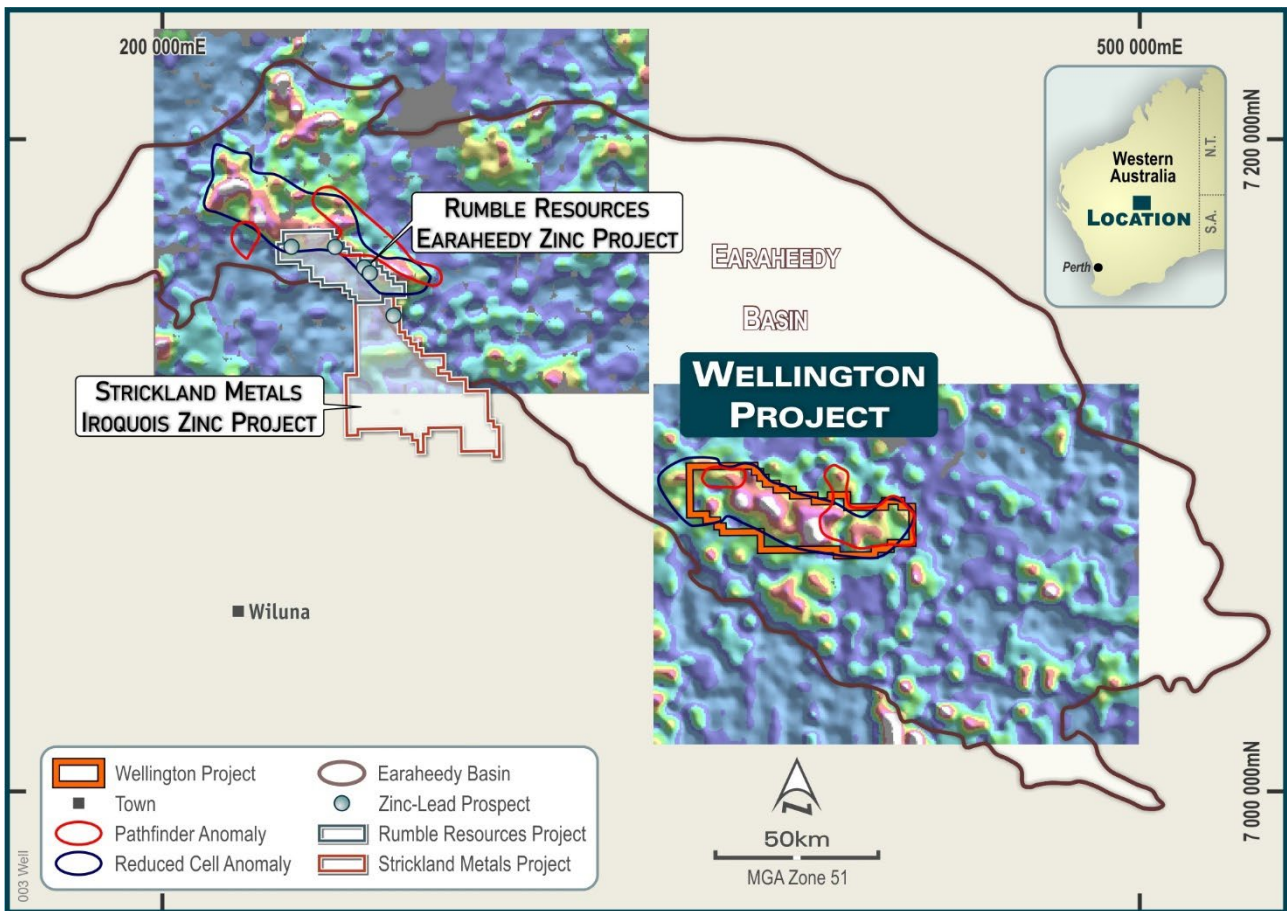 200 000mE
500 000mE
7 200 000mN
Western
Australia
LOCATION
N.T.
S.A.
Perth
RUMBLE RESOURCES
EARAHEEDY ZINC PROJECT
EARAHEEDY
BASIN
STRICKLAND METALS
IROQUOIS ZINC PROJECT
WELLINGTON
PROJECT
Wiluna
Wellington Project
Town
Pathfinder Anomaly
Reduced Cell Anomaly
Earaheedy Basin
Zinc-Lead Prospect
Rumble Resources Project
Strickland Metals Project
N
50km
MGA Zone 51
7 000 000mN
003 Well